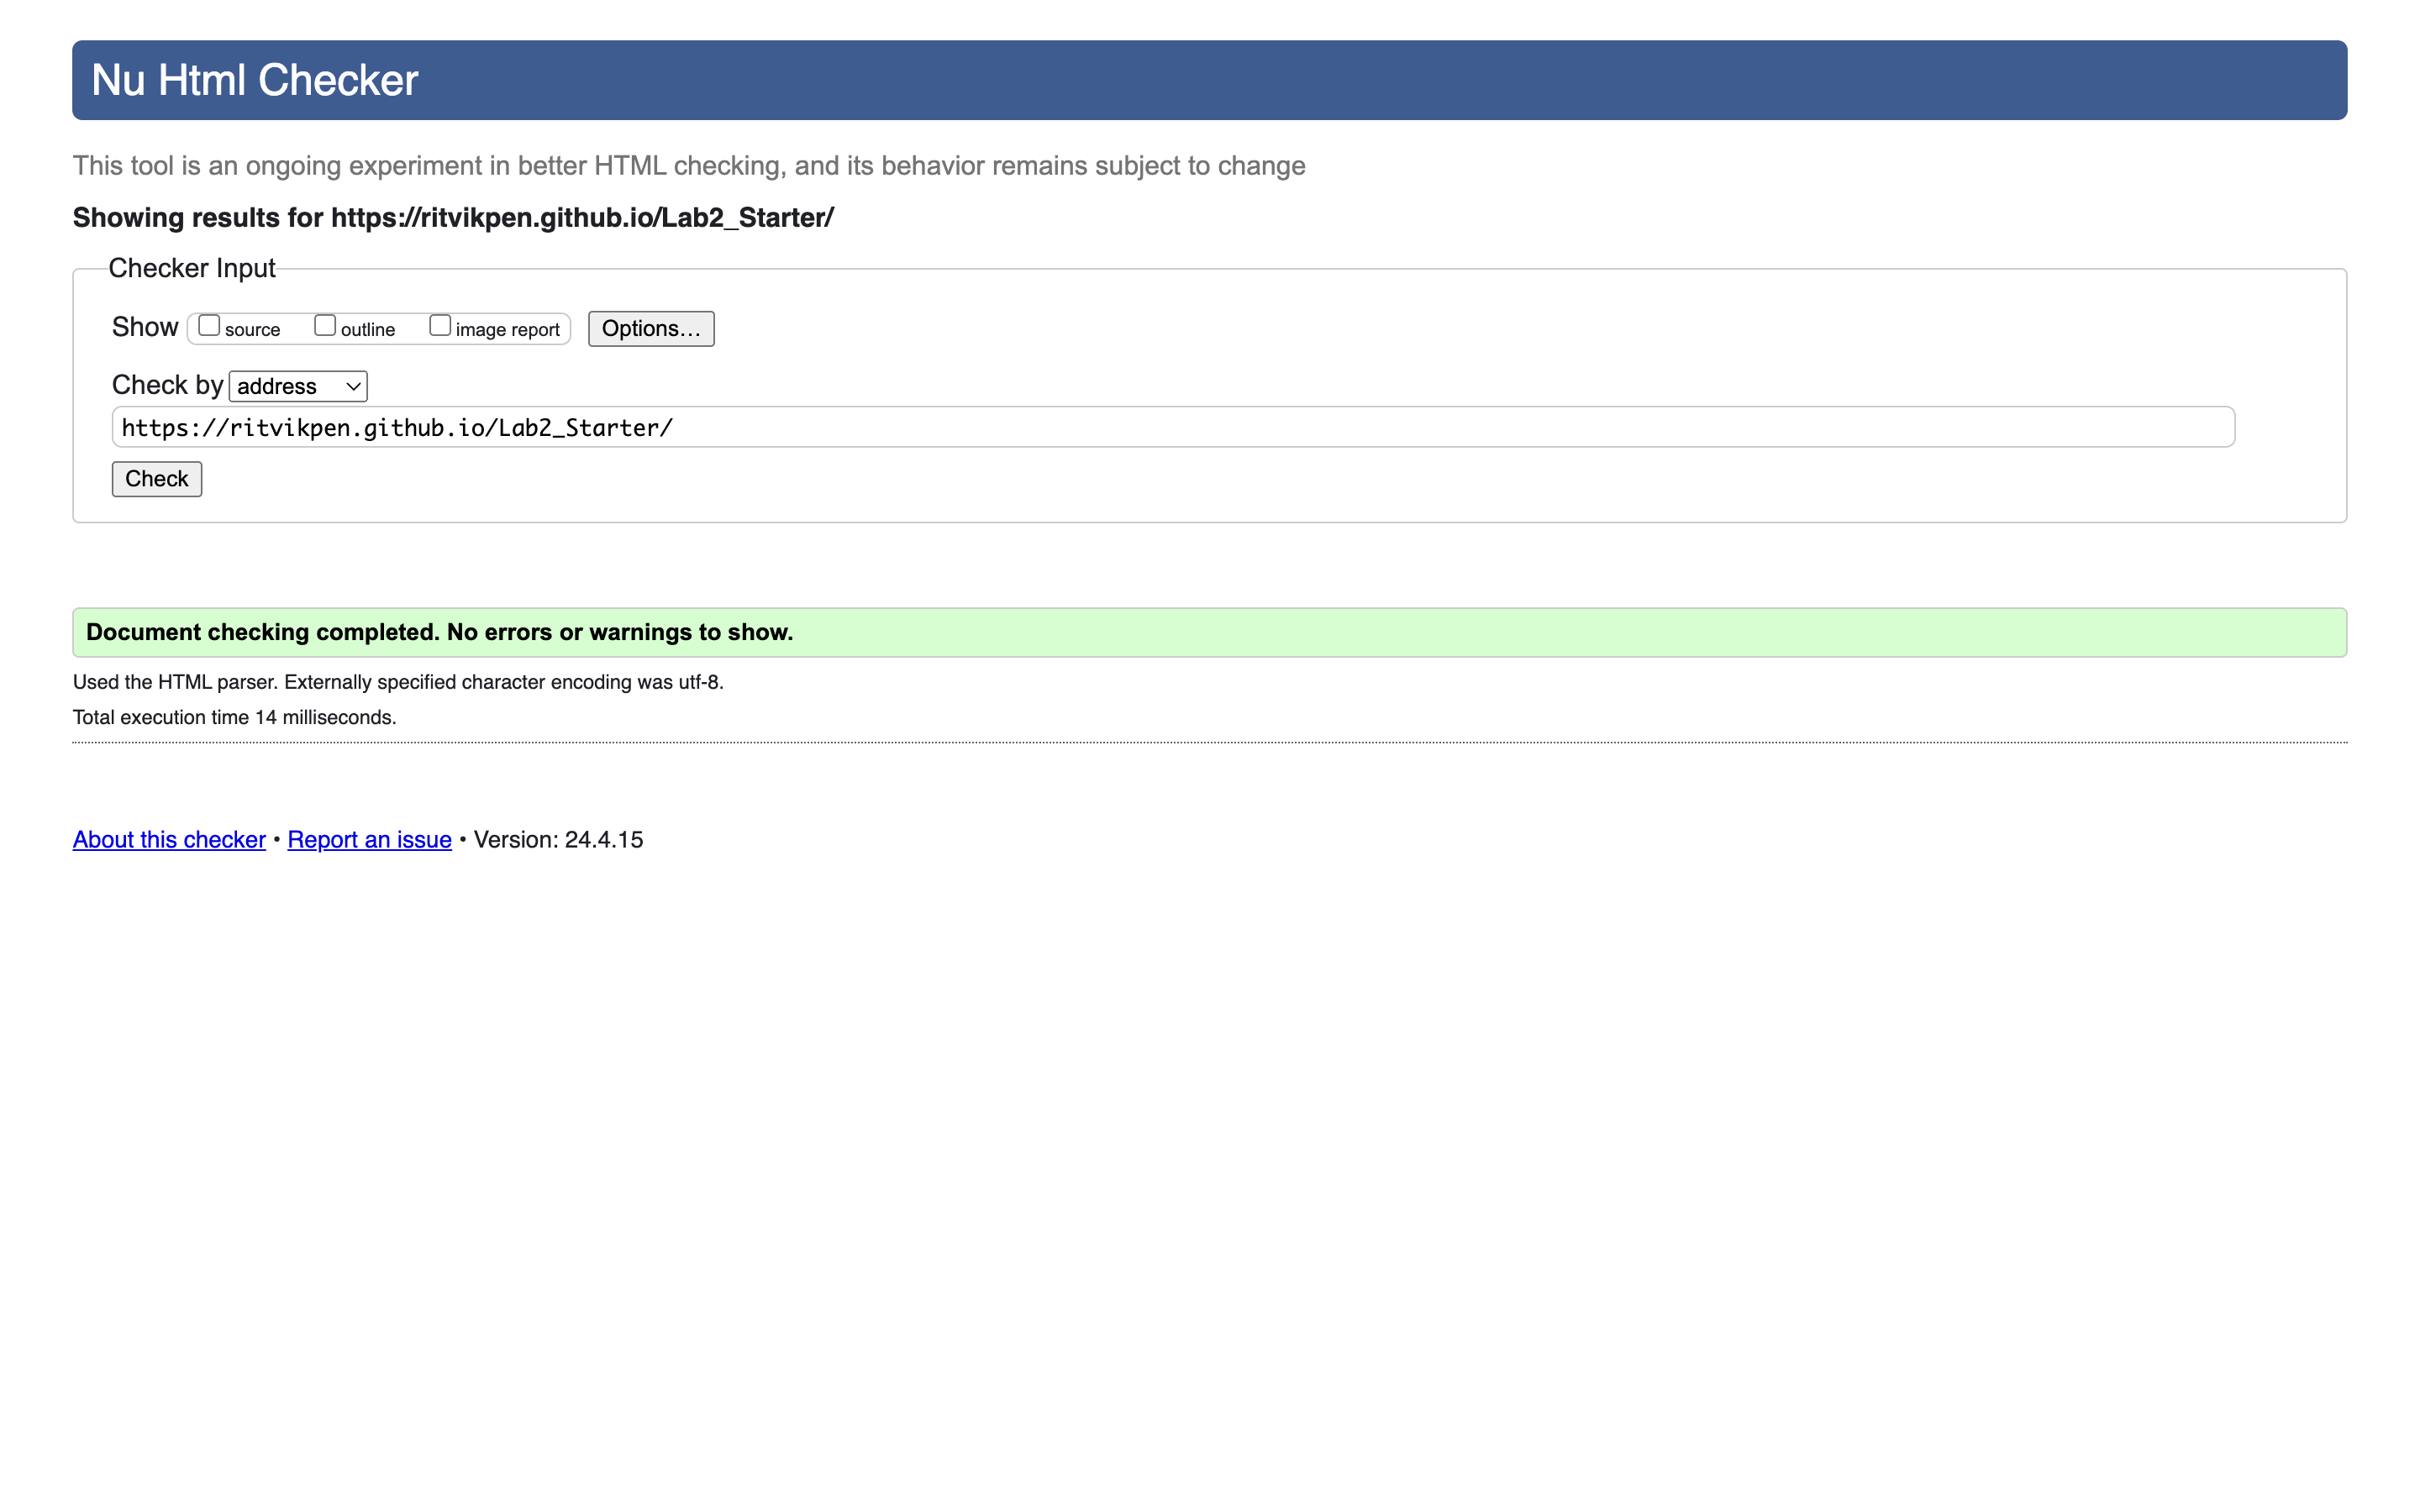 Nu Html Checker
This tool is an ongoing experiment in better HTML checking, and its behavior remains subject to change
Showing results for https://ritvikpen.github.io/Lab2_Starter/
Checker Input
Show source outline image report Options...
Check by address
https://ritvikpen.github.io/Lab2_Starter/
Check
Document checking completed. No errors or warnings to show.
Used the HTML parser. Externally specified character encoding was utf-8.
Total execution time 14 milliseconds.
About this checker • Report an issue • Version: 24.4.15